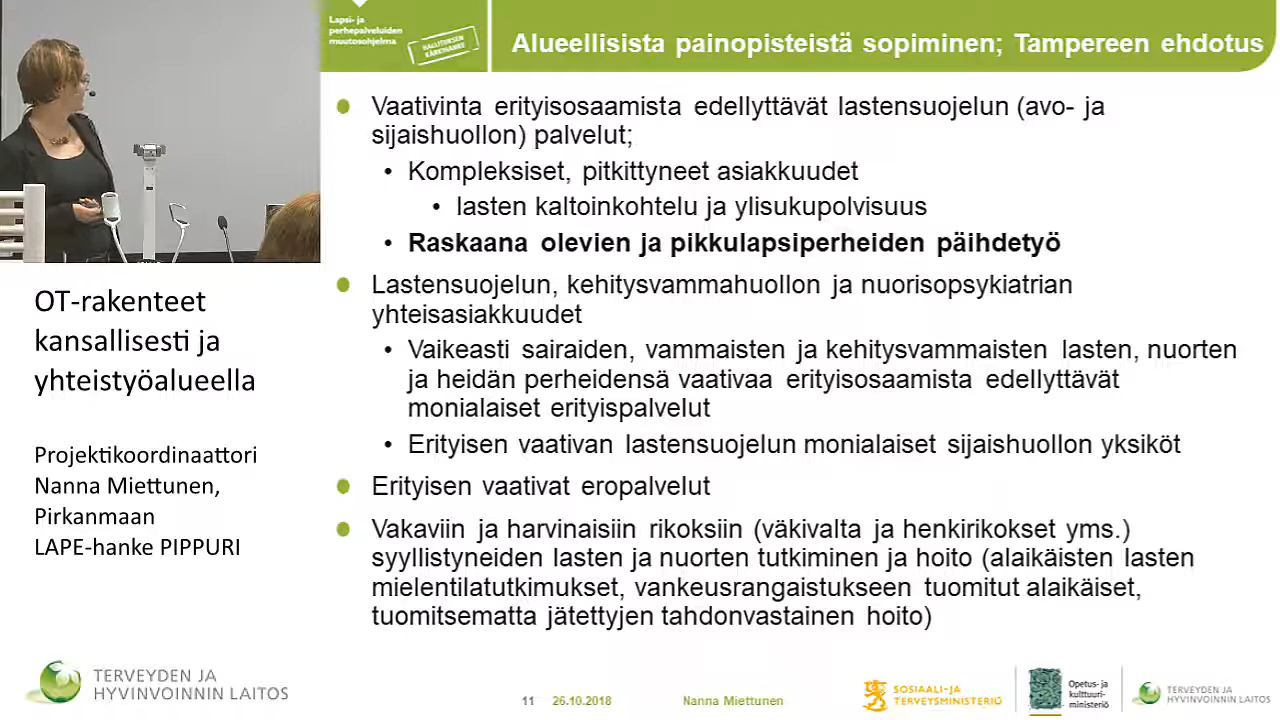 Lapsi- ja
perhepalveluiden
muutosohjelma
HALLITUKSEN
KÄRKIHANKE
Alueellisista painopisteistä sopiminen; Tampereen ehdotus
Vaativinta erityisosaamista edellyttävät lastensuojelun (avo- ja
sijaishuollon) palvelut;
Kompleksiset, pitkittyneet asiakkuudet
lasten kaltoinkohtelu ja ylisukupolvisuus
Raskaana olevien ja pikkulapsiperheiden päihdetyö
Lastensuojelun, kehitysvammahuollon ja nuorisopsykiatrian
yhteisasiakkuudet
Vaikeasti sairaiden, vammaisten ja kehitysvammaisten lasten, nuorten
ja heidän perheidensä vaativaa erityisosaamista edellyttävät
monialaiset erityispalvelut
Erityisen vaativan lastensuojelun monialaiset sijaishuollon yksiköt
Erityisen vaativat eropalvelut
Vakaviin ja harvinaisiin rikoksiin (väkivalta ja henkirikokset yms.)
syyllistyneiden lasten ja nuorten tutkiminen ja hoito (alaikäisten lasten
mielentilatutkimukset, vankeusrangaistukseen tuomitut alaikäiset,
tuomitsematta jätettyjen tahdonvastainen hoito)
OT-rakenteet
kansallisesti ja
yhteistyöalueella
Projektikoordinaattori
Nanna Miettunen,
Pirkanmaan
LAPE-hanke PIPPURI
TERVEYDEN JA
HYVINVOINNIN LAITOS
11 26.10.2018 Nanna Miettunen
SOSIAALI- JA
TERVEYSMINISTERIÖ
Opetus- ja
kulttuuri-
ministeriö
TERVEYDEN JA
HYVINVOINNIN LAITOS